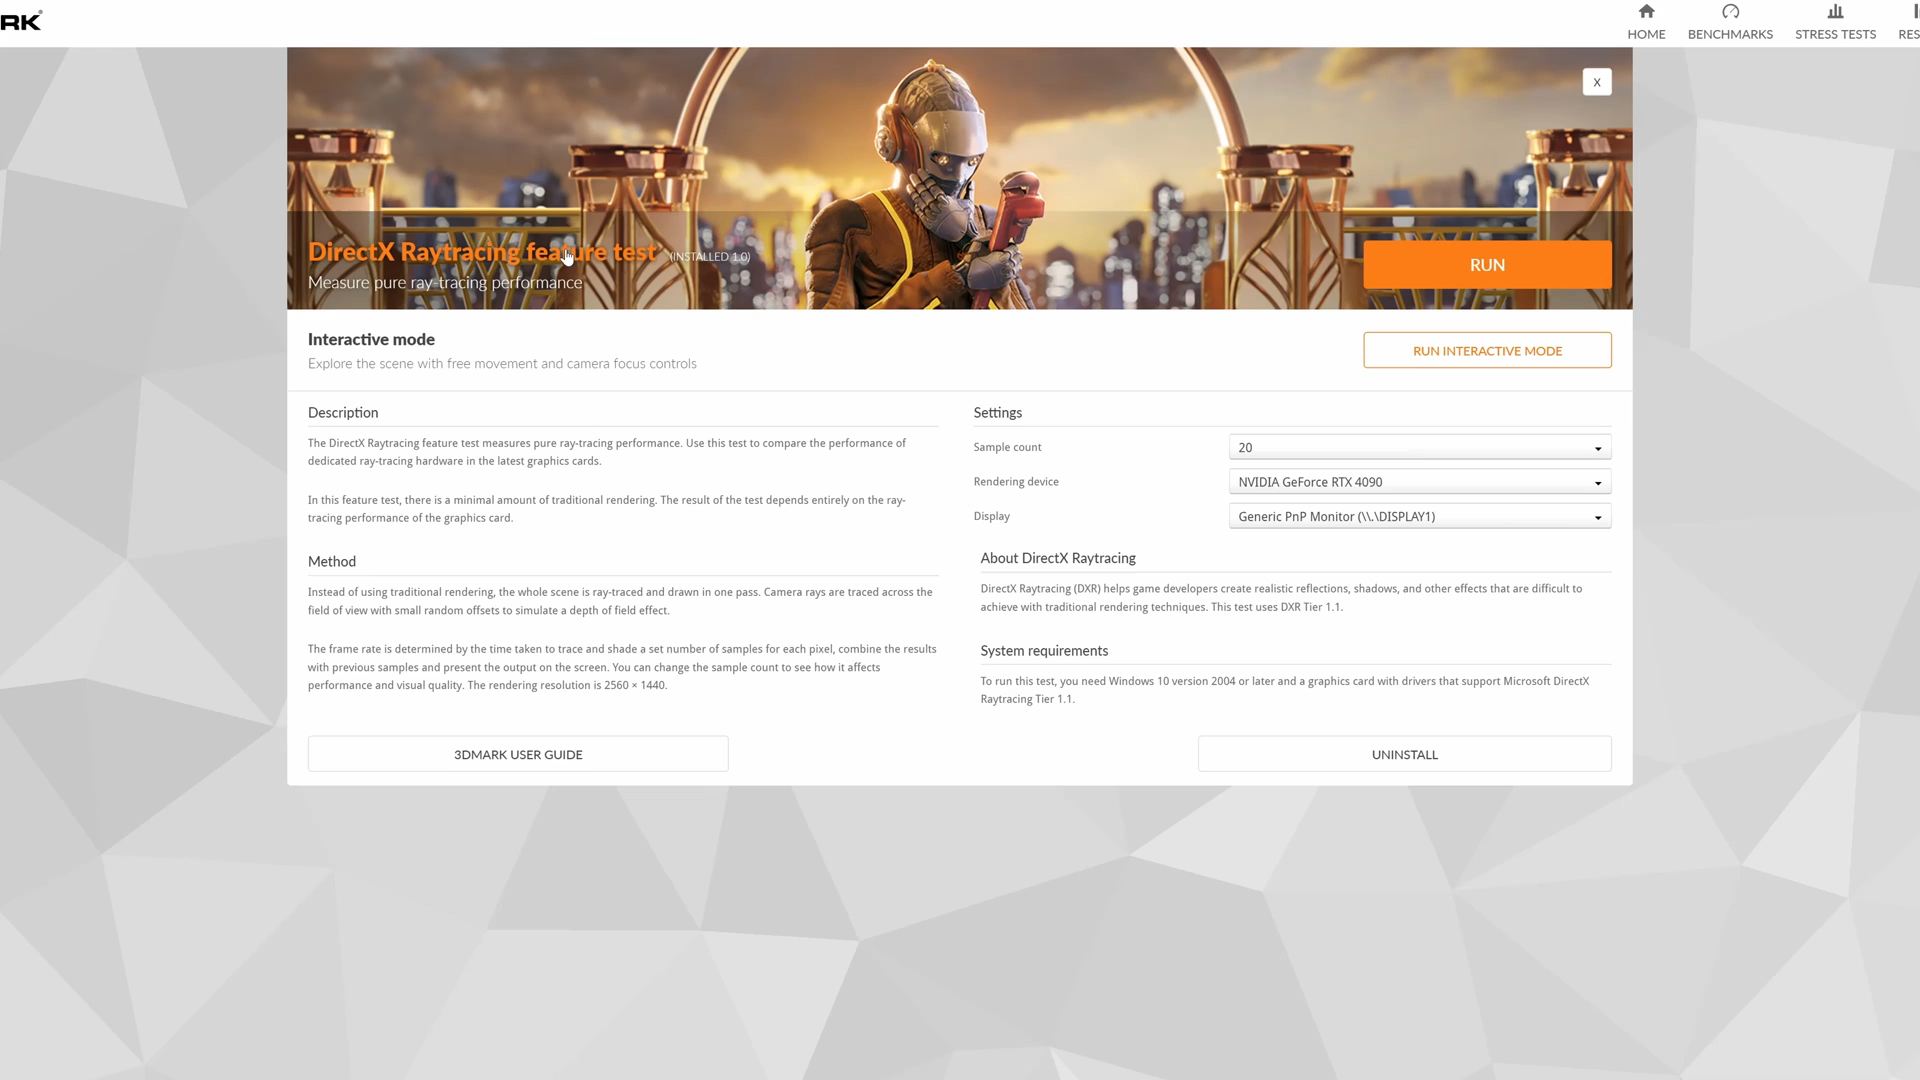 RK
HOME
BENCHMARKS
STRESS TESTS
RES
X
DirectX Raytracing feature test (INSTALLED 1.0)
Measure pure ray-tracing performance
RUN
Interactive mode
Explore the scene with free movement and camera focus controls
RUN INTERACTIVE MODE
Description
The DirectX Raytracing feature test measures pure ray-tracing performance. Use this test to compare the performance of
dedicated ray-tracing hardware in the latest graphics cards.
In this feature test, there is a minimal amount of traditional rendering. The result of the test depends entirely on the ray-
tracing performance of the graphics card.
Method
Instead of using traditional rendering, the whole scene is ray-traced and drawn in one pass. Camera rays are traced across the
field of view with small random offsets to simulate a depth of field effect.
The frame rate is determined by the time taken to trace and shade a set number of samples for each pixel, combine the results
with previous samples and present the output on the screen. You can change the sample count to see how it affects
performance and visual quality. The rendering resolution is 2560 × 1440.
3DMARK USER GUIDE
Settings
Sample count
20
Rendering device
NVIDIA GeForce RTX 4090
Display
Generic PnP Monitor (\\.\DISPLAY1)
About DirectX Raytracing
DirectX Raytracing (DXR) helps game developers create realistic reflections, shadows, and other effects that are difficult to
achieve with traditional rendering techniques. This test uses DXR Tier 1.1.
System requirements
To run this test, you need Windows 10 version 2004 or later and a graphics card with drivers that support Microsoft DirectX
Raytracing Tier 1.1.
UNINSTALL